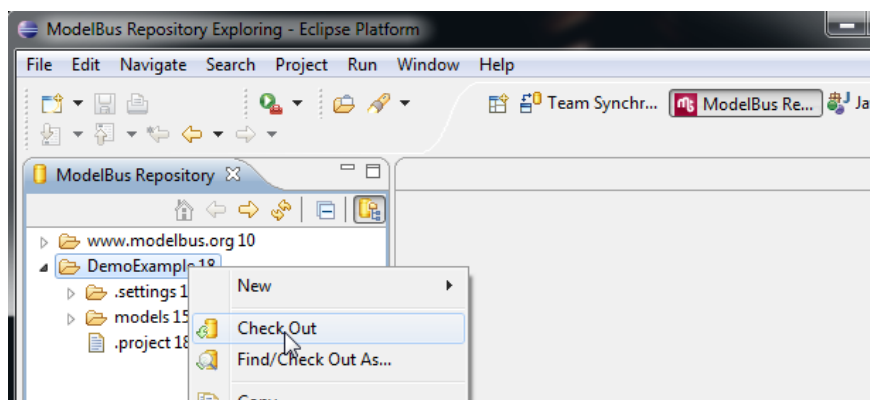 ModelBus Repository Exploring - Eclipse Platform
File Edit Navigate Search Project Run Window Help
Team Synchr... ModelBus Re... Ja
ModelBus Repository
www.modelbus.org 10
DemoExample 18
New
.settings 1
models 15
Check Out
.project 18
Find/Check Out As...
Copy